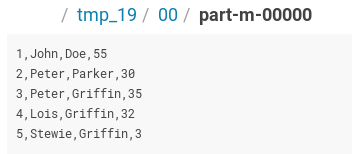 / tmp_19 / 00 / part-m-00000
1,John,Doe,55
2,Peter,Parker,30
3,Peter,Griffin,35
4,Lois,Griffin,32
5,Stewie,Griffin,3